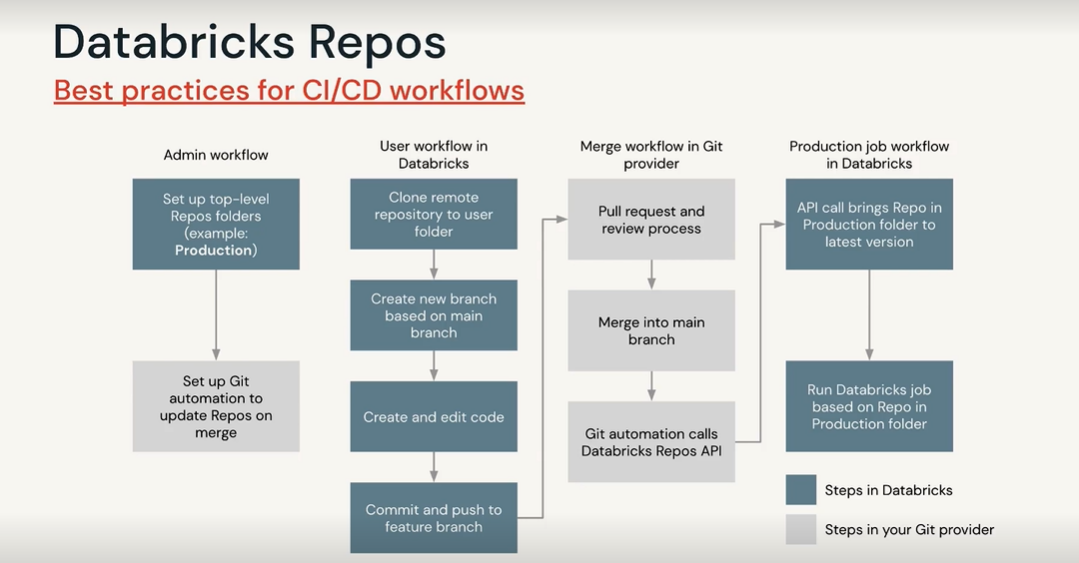 Databricks Repos
Best practices for CI/CD workflows
Admin workflow
Set up top-level
Repos folders
(example:
Production)
Set up Git
automation to
update Repos on
merge
User workflow in
Databricks
Clone remote
repository to user
folder
Create new branch
based on main
branch
Create and edit code
Commit and push to
feature branch
Merge workflow in Git
provider
Pull request and
review process
Merge into main
branch
Git automation calls
Databricks Repos API
Production job workflow
in Databricks
API call brings Repo in
Production folder to
latest version
Run Databricks job
based on Repo in
Production folder
Steps in Databricks
Steps in your Git provider